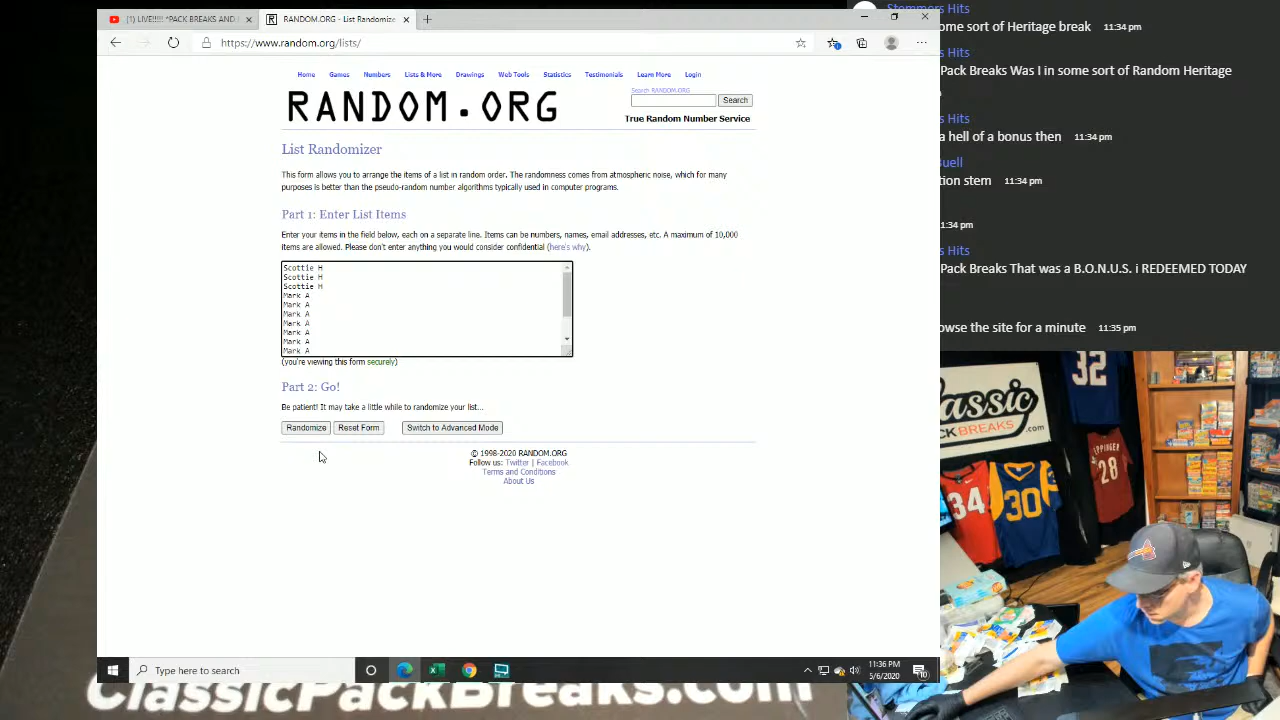 (1) LIVE!!!!! *PACK BREAKS AND
RANDOM.ORG - List Randomize
https://www.random.org/lists/
Home Games Numbers Lists & More Drawings Web Tools Statistics Testimonials Learn More Login
RANDOM.ORG
Search RANDOM.ORG
Search
True Random Number Service
List Randomizer
This form allows you to arrange the items of a list in random order. The randomness comes from atmospheric noise, which for many
purposes is better than the pseudo-random number algorithms typically used in computer programs.
Part 1: Enter List Items
Enter your items in the field below, each on a separate line. Items can be numbers, names, email addresses, etc. A maximum of 10,000
items are allowed. Please don't enter anything you would consider confidential (here's why).
Scottie H
Scottie H
Scottie H
Mark A
Mark A
Mark A
Mark A
Mark A
Mark A
Mark A
(you're viewing this form securely)
Part 2: Go!
Be patient! It may take a little while to randomize your list...
Randomize Reset Form Switch to Advanced Mode
© 1998-2020 RANDOM.ORG
Follow us: Twitter | Facebook
Terms and Conditions
About Us
Type here to search
11:36 PM
5/6/2020
10
Stemmers Hits
ome sort of Heritage break 11:34 pm
s Hits
Pack Breaks Was I in some sort of Random Heritage
s Hits
a hell of a bonus then 11:34 pm
Buell
tion stem 11:34 pm
11:34 pm
s Hits
Pack Breaks That was a B.O.N.U.S. i REDEEMED TODAY
owse the site for a minute 11:35 pm
32
Classic
PACK BREAKS.com
34
30
28
ClassicPackBreaks.com